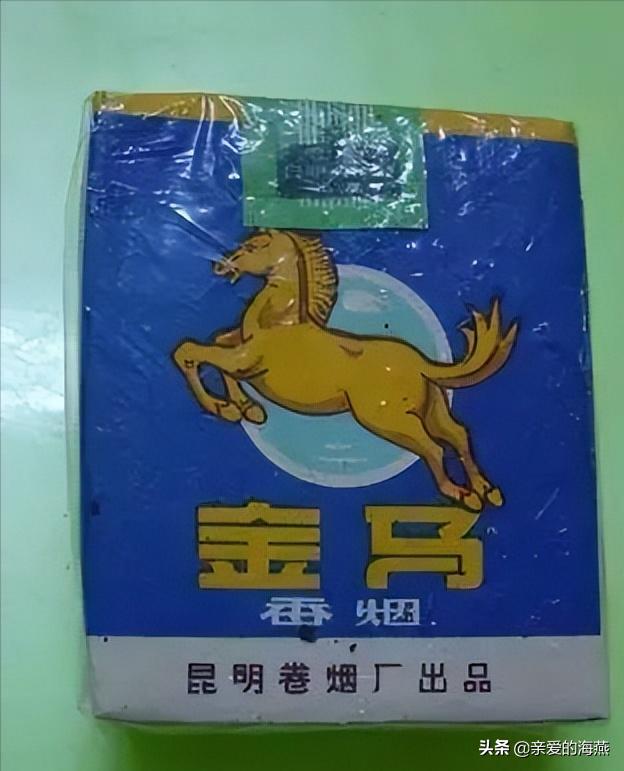 金马
香烟
昆明卷烟厂出品
头条 @亲爱的海燕